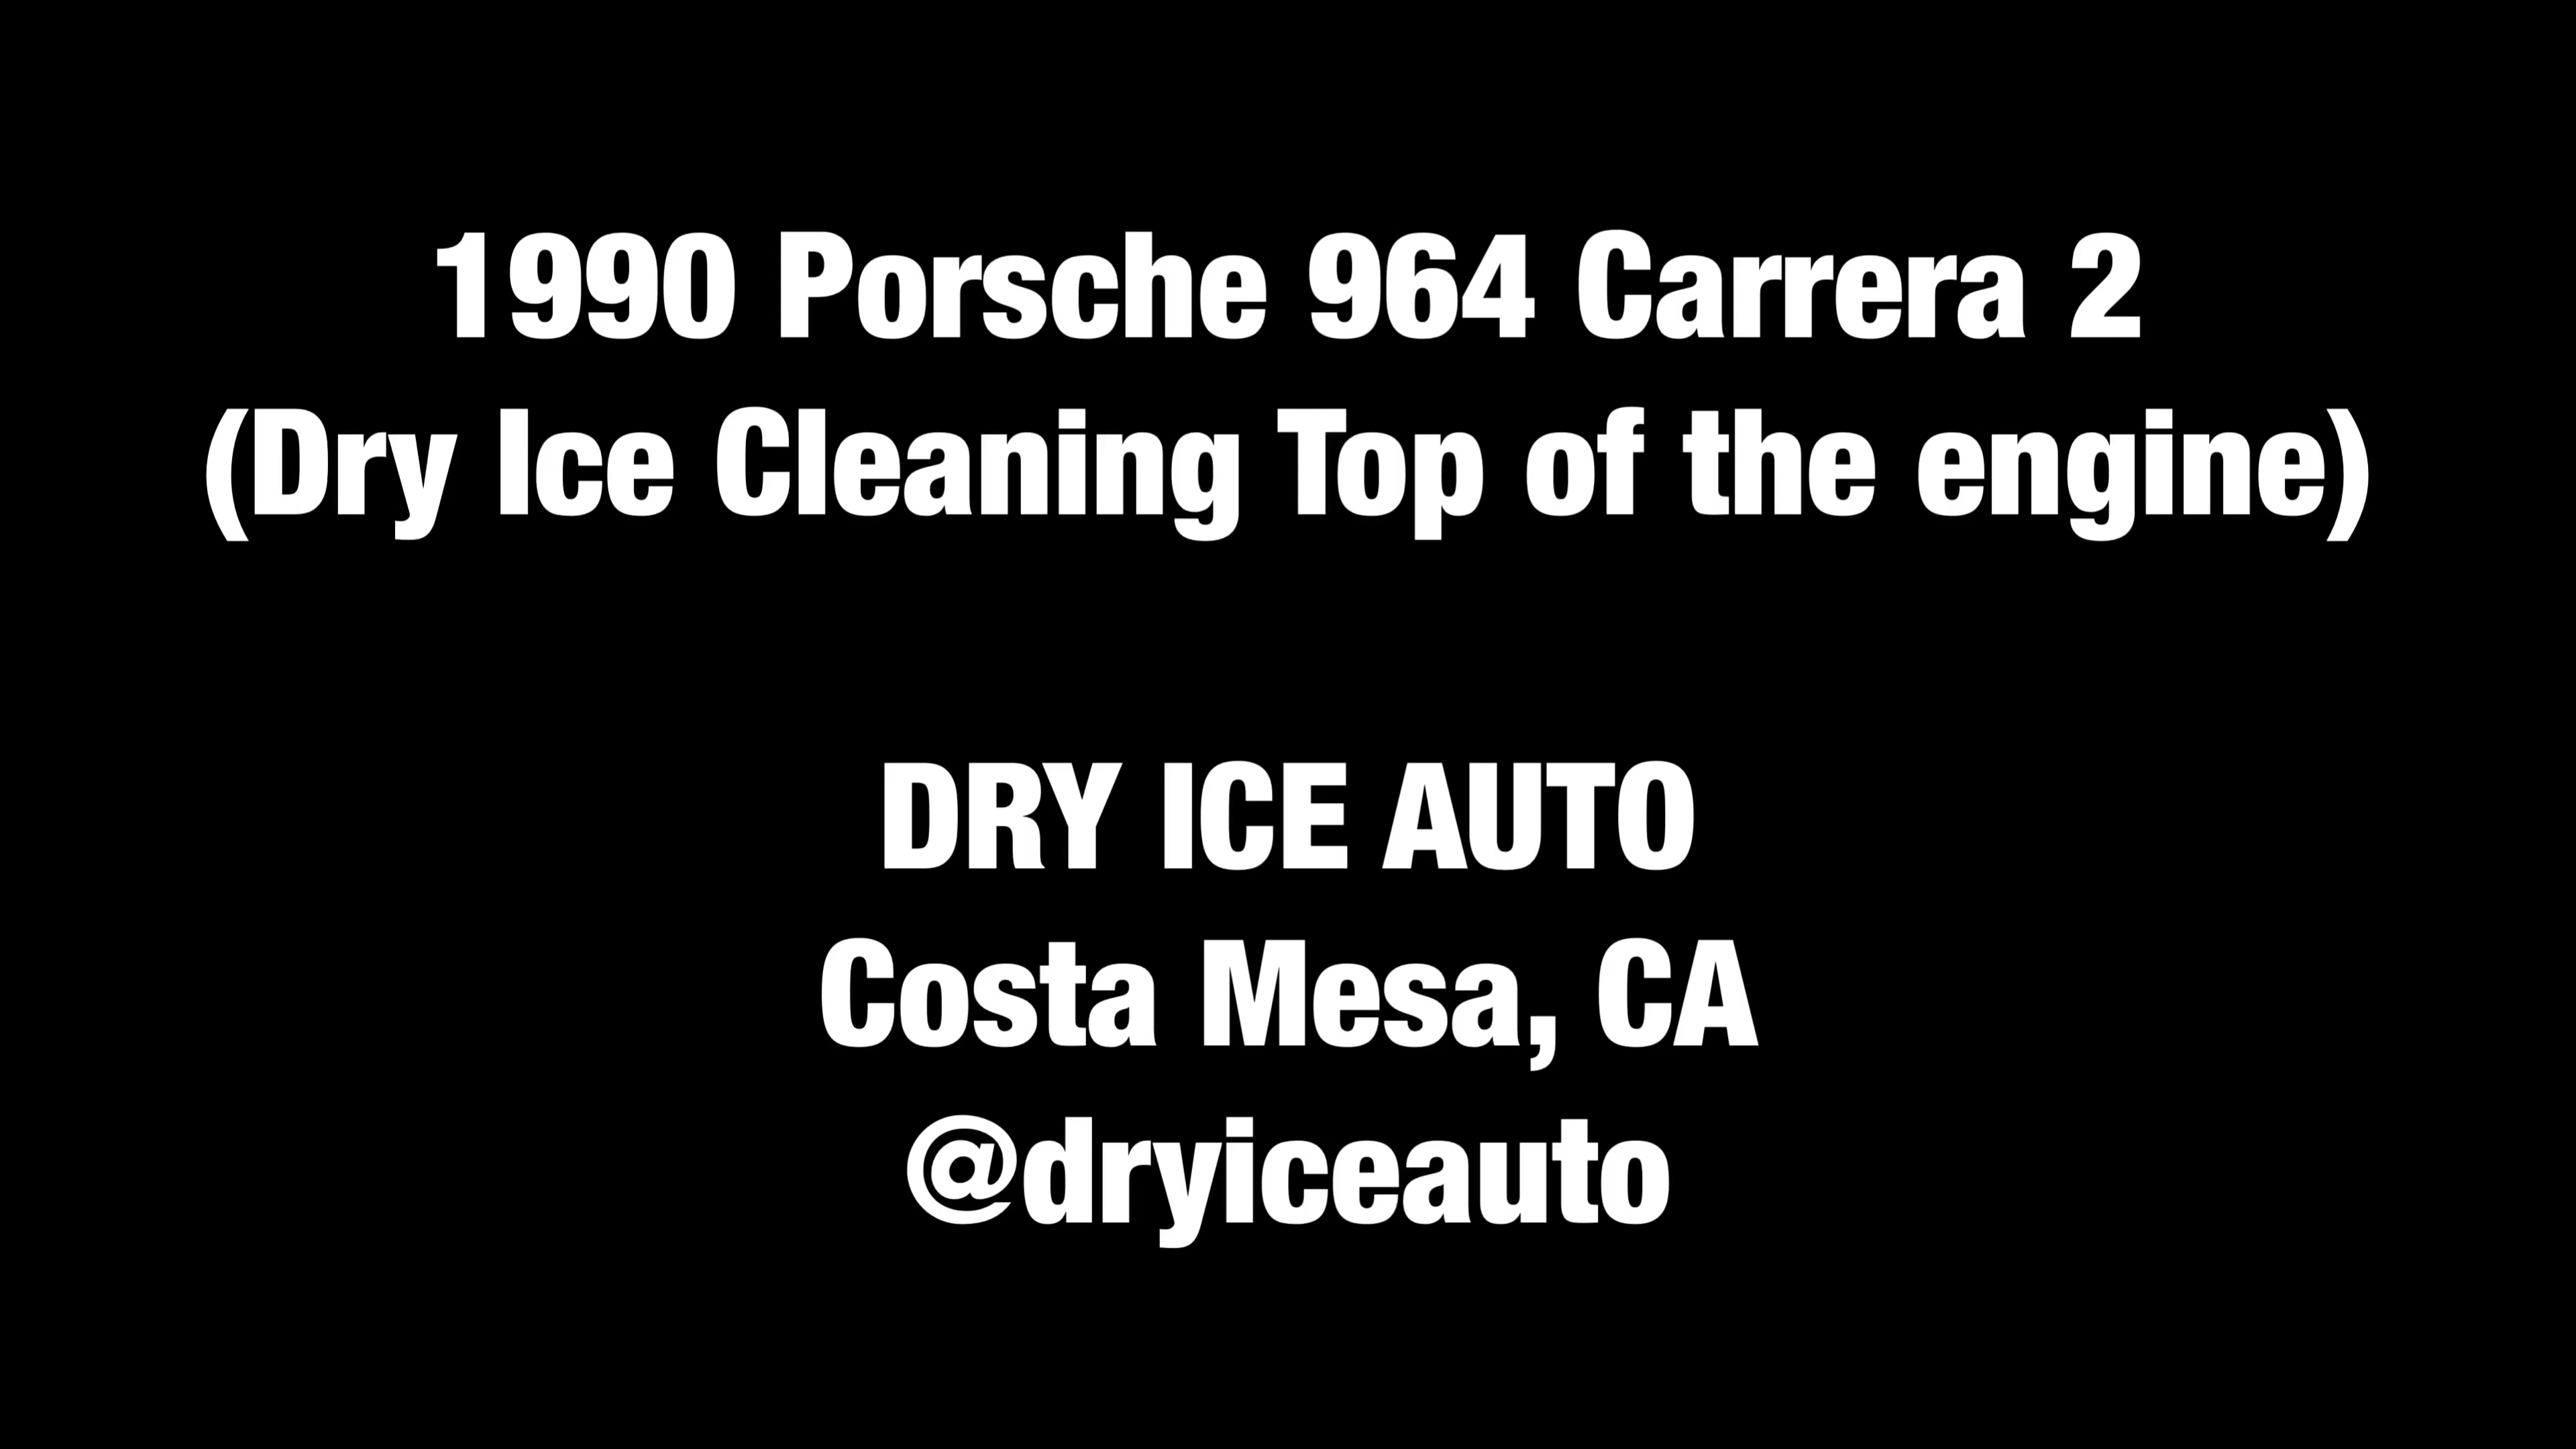 1990 Porsche 964 Carrera 2
(Dry Ice Cleaning Top of the engine)
DRY ICE AUTO
Costa Mesa, CA
@dryiceauto